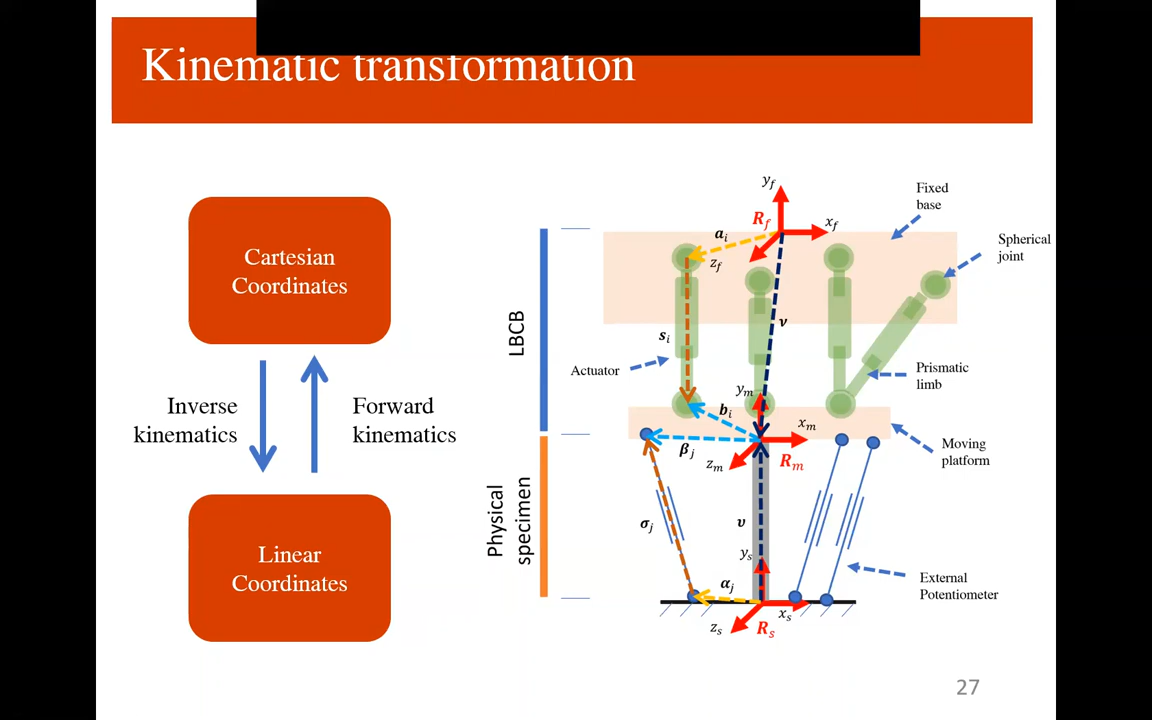 Kinematic transformation
Cartesian
Coordinates
Inverse
kinematics
Forward
kinematics
Linear
Coordinates
LBCB
Physical
specimen
y_f
R_f
x_f
z_f
a_i
s_i
ν
Fixed
base
Spherical
joint
Actuator
Prismatic
limb
y_m
b_i
x_m
β_j
z_m
R_m
Moving
platform
σ_j
υ
y_s
α_j
x_s
z_s
R_s
External
Potentiometer
27